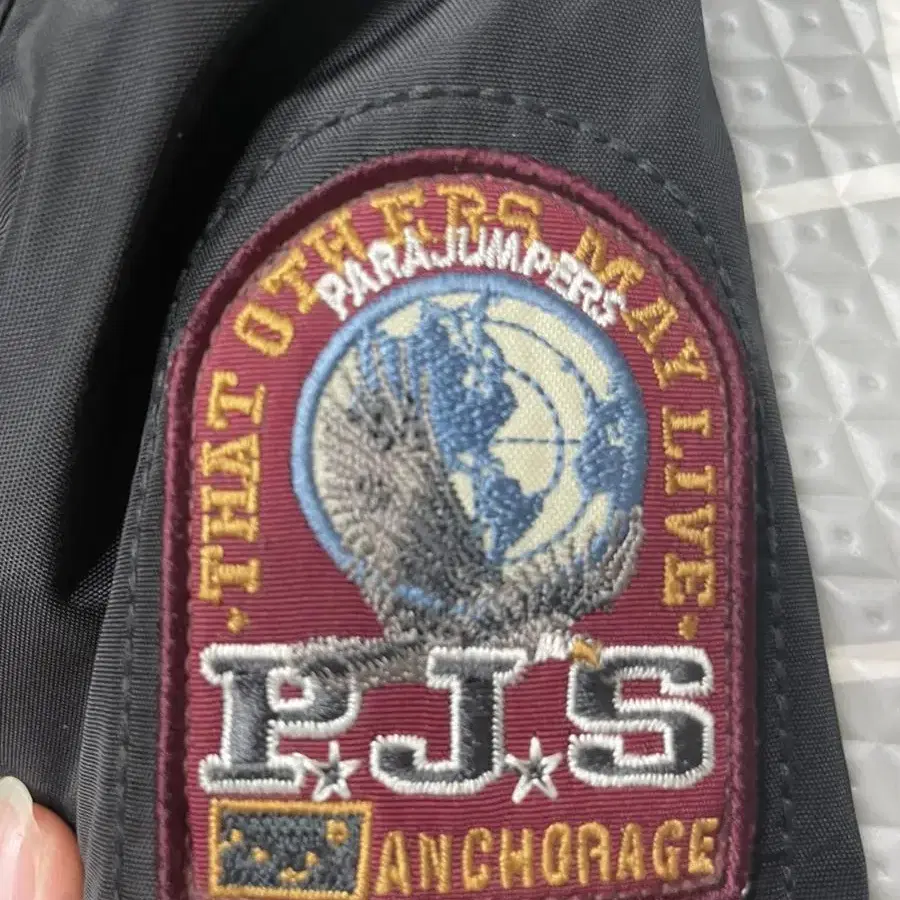 · THAT OTHERS MAY LIVE ·
PARAJUMPERS
P.J.S
ANCHORAGE